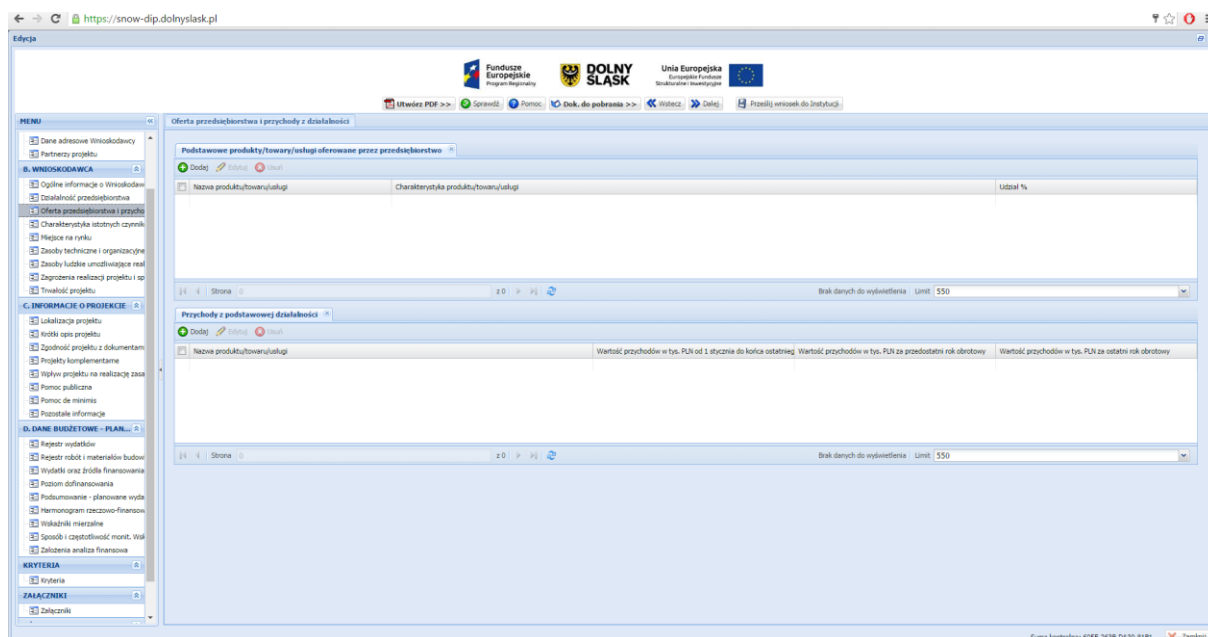 https://snow-dip.dolnyslask.pl
Edycja
Fundusze Europejskie Program Regionalny
DOLNY ŚLĄSK
Unia Europejska Europejskie Fundusze Strukturalne i Inwestycyjne
Utwórz PDF >> Sprawdź Pomoc Dok. do pobrania >> Wstecz Dalej Prześlij wniosek do Instytucji
MENU
Dane adresowe Wnioskodawcy
Partnerzy projektu
B. WNIOSKODAWCA
Ogólne informacje o Wnioskodaw
Działalność przedsiębiorstwa
Oferta przedsiębiorstwa i przycho
Charakterystyka istotnych czynnik
Miejsce na rynku
Zasoby techniczne i organizacyjne
Zasoby ludzkie umożliwiające real
Zagrożenia realizacji projektu i sp
Trwałość projektu
C. INFORMACJE O PROJEKCIE
Lokalizacja projektu
Krótki opis projektu
Zgodność projektu z dokumentam
Projekty komplementarne
Wpływ projektu na realizację zasa
Pomoc publiczna
Pomoc de minimis
Pozostałe informacje
D. DANE BUDŻETOWE - PLAN...
Rejestr wydatków
Rejestr robót i materiałów budow
Wydatki oraz źródła finansowania
Poziom dofinansowania
Podsumowanie - planowane wyda
Harmonogram rzeczowo-finansow
Wskaźniki mierzalne
Sposób i częstotliwość monit. Wsk
Założenia analiza finansowa
KRYTERIA
Kryteria
ZAŁĄCZNIKI
Załączniki
Oferta przedsiębiorstwa i przychody z działalności
Podstawowe produkty/towary/usługi oferowane przez przedsiębiorstwo
Dodaj Edytuj Usuń
Nazwa produktu/towaru/usługi Charakterystyka produktu/towaru/usługi Udział %
Strona 0 z 0 Brak danych do wyświetlenia Limit 550
Przychody z podstawowej działalności
Dodaj Edytuj Usuń
Nazwa produktu/towaru/usługi Wartość przychodów w tys. PLN od 1 stycznia do końca ostatnieg Wartość przychodów w tys. PLN za przedostatni rok obrotowy Wartość przychodów w tys. PLN za ostatni rok obrotowy
Strona 0 z 0 Brak danych do wyświetlenia Limit 550